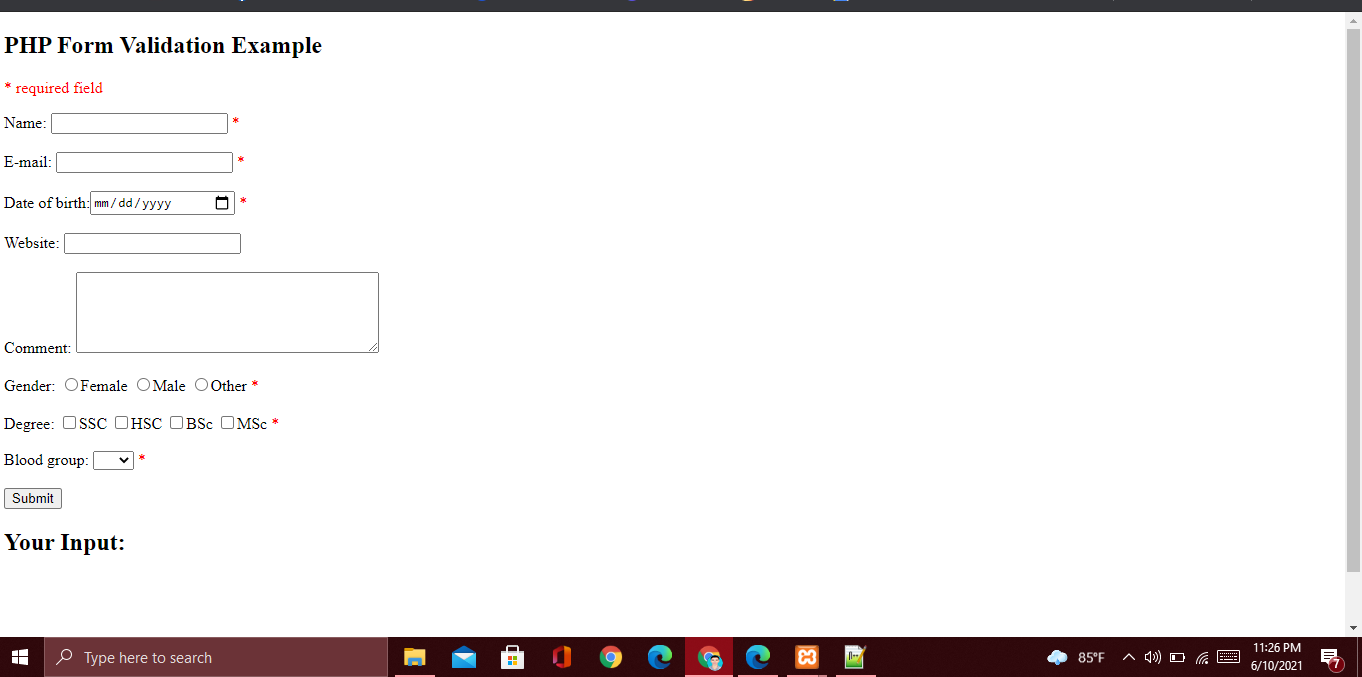 PHP Form Validation Example
* required field
Name: *
E-mail: *
Date of birth: mm/dd/yyyy *
Website:
Comment:
Gender: Female Male Other *
Degree: SSC HSC BSc MSc *
Blood group: *
Submit
Your Input:
Type here to search
85°F
11:26 PM
6/10/2021
7